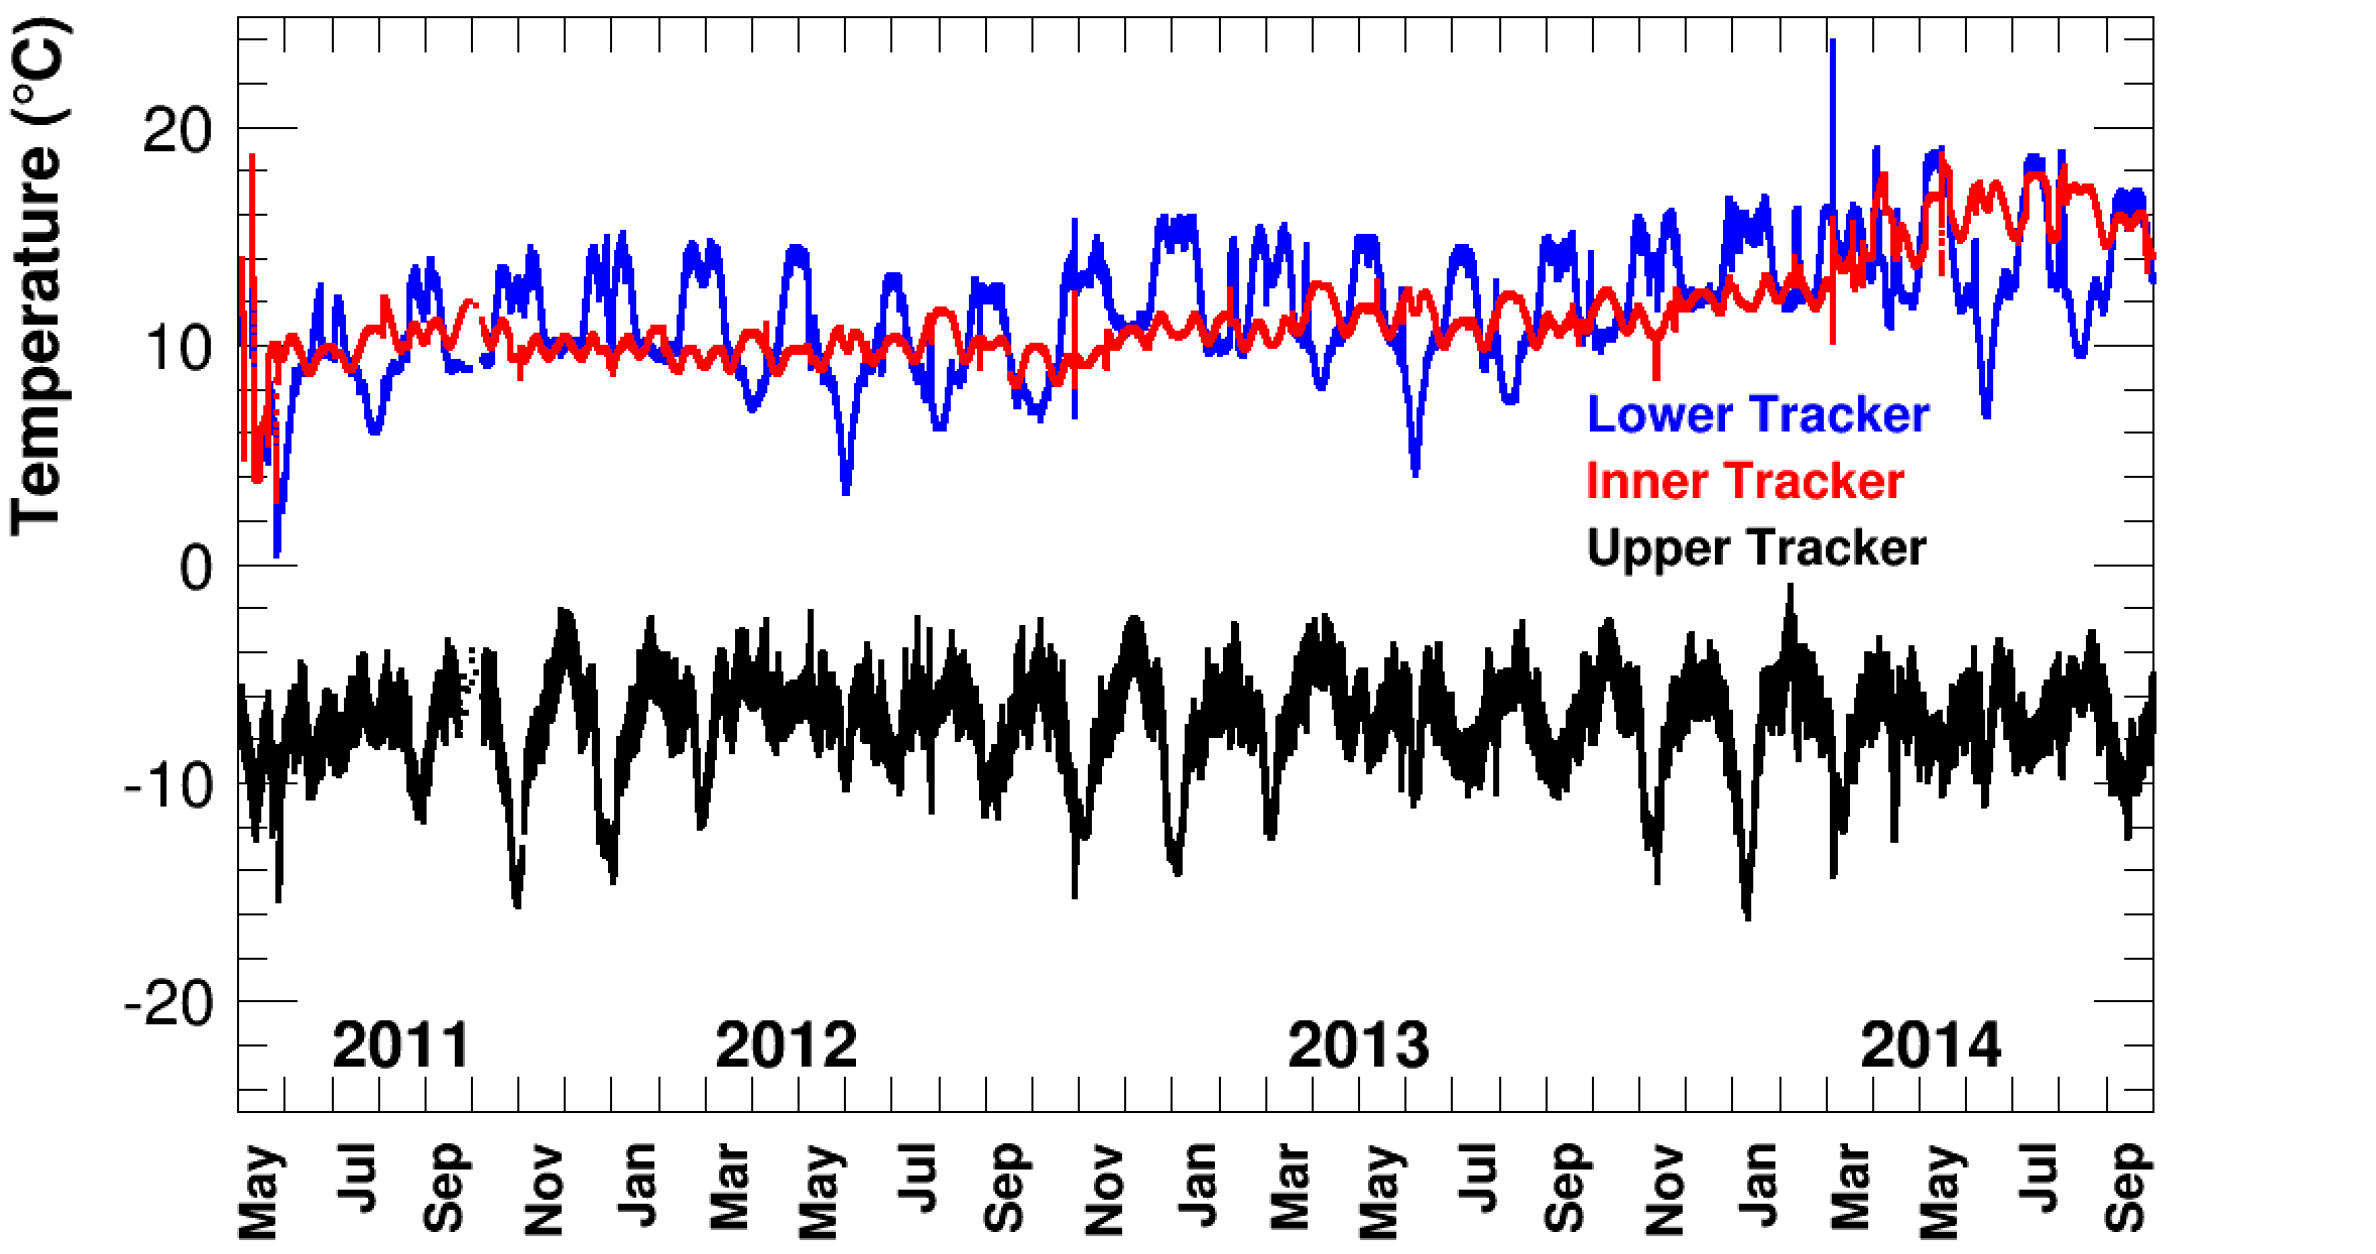 Temperature (°C)
20
10
0
-10
-20
Lower Tracker
Inner Tracker
Upper Tracker
2011 2012 2013 2014
May Jul Sep Nov Jan Mar May Jul Sep Nov Jan Mar May Jul Sep Nov Jan Mar May Jul Sep